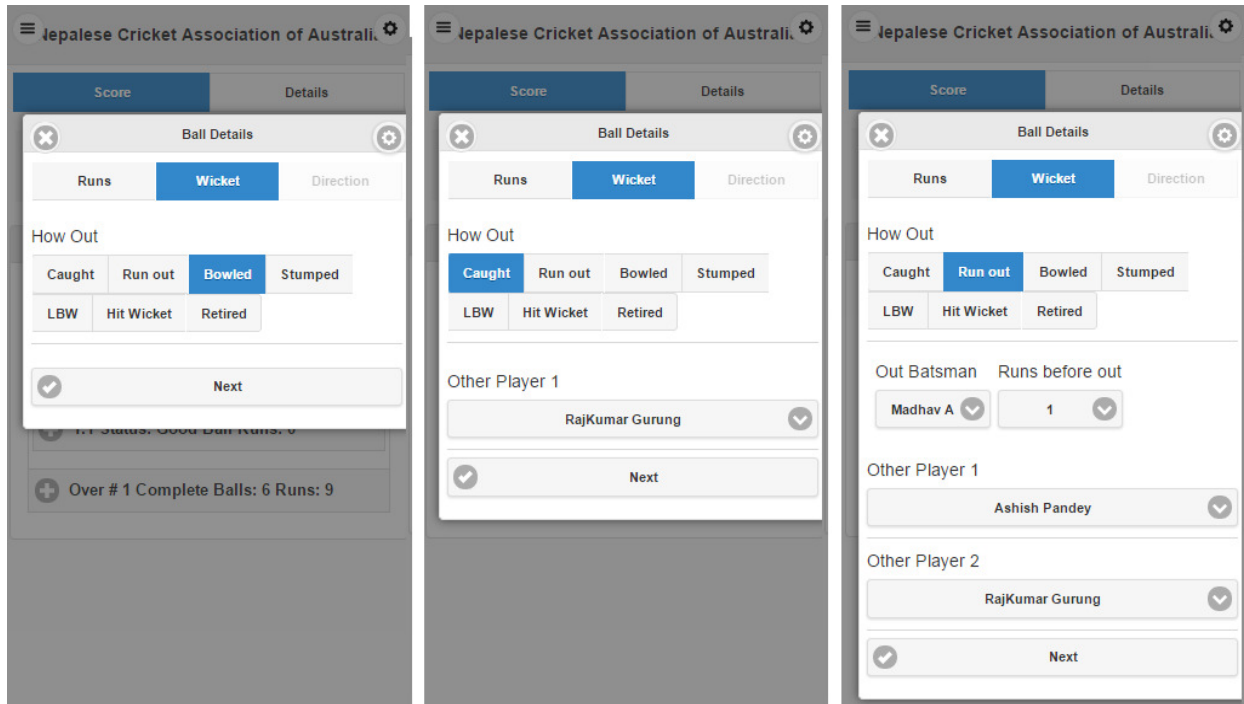 Nepalese Cricket Association of Australi.
Score Details
Ball Details
Runs Wicket Direction
How Out
Caught Run out Bowled Stumped
LBW Hit Wicket Retired
Next
1.1 Status: Good Ball Runs: 0
Over # 1 Complete Balls: 6 Runs: 9
Nepalese Cricket Association of Australi.
Score Details
Ball Details
Runs Wicket Direction
How Out
Caught Run out Bowled Stumped
LBW Hit Wicket Retired
Other Player 1
RajKumar Gurung
Next
Nepalese Cricket Association of Australi.
Score Details
Ball Details
Runs Wicket Direction
How Out
Caught Run out Bowled Stumped
LBW Hit Wicket Retired
Out Batsman Runs before out
Madhav A 1
Other Player 1
Ashish Pandey
Other Player 2
RajKumar Gurung
Next